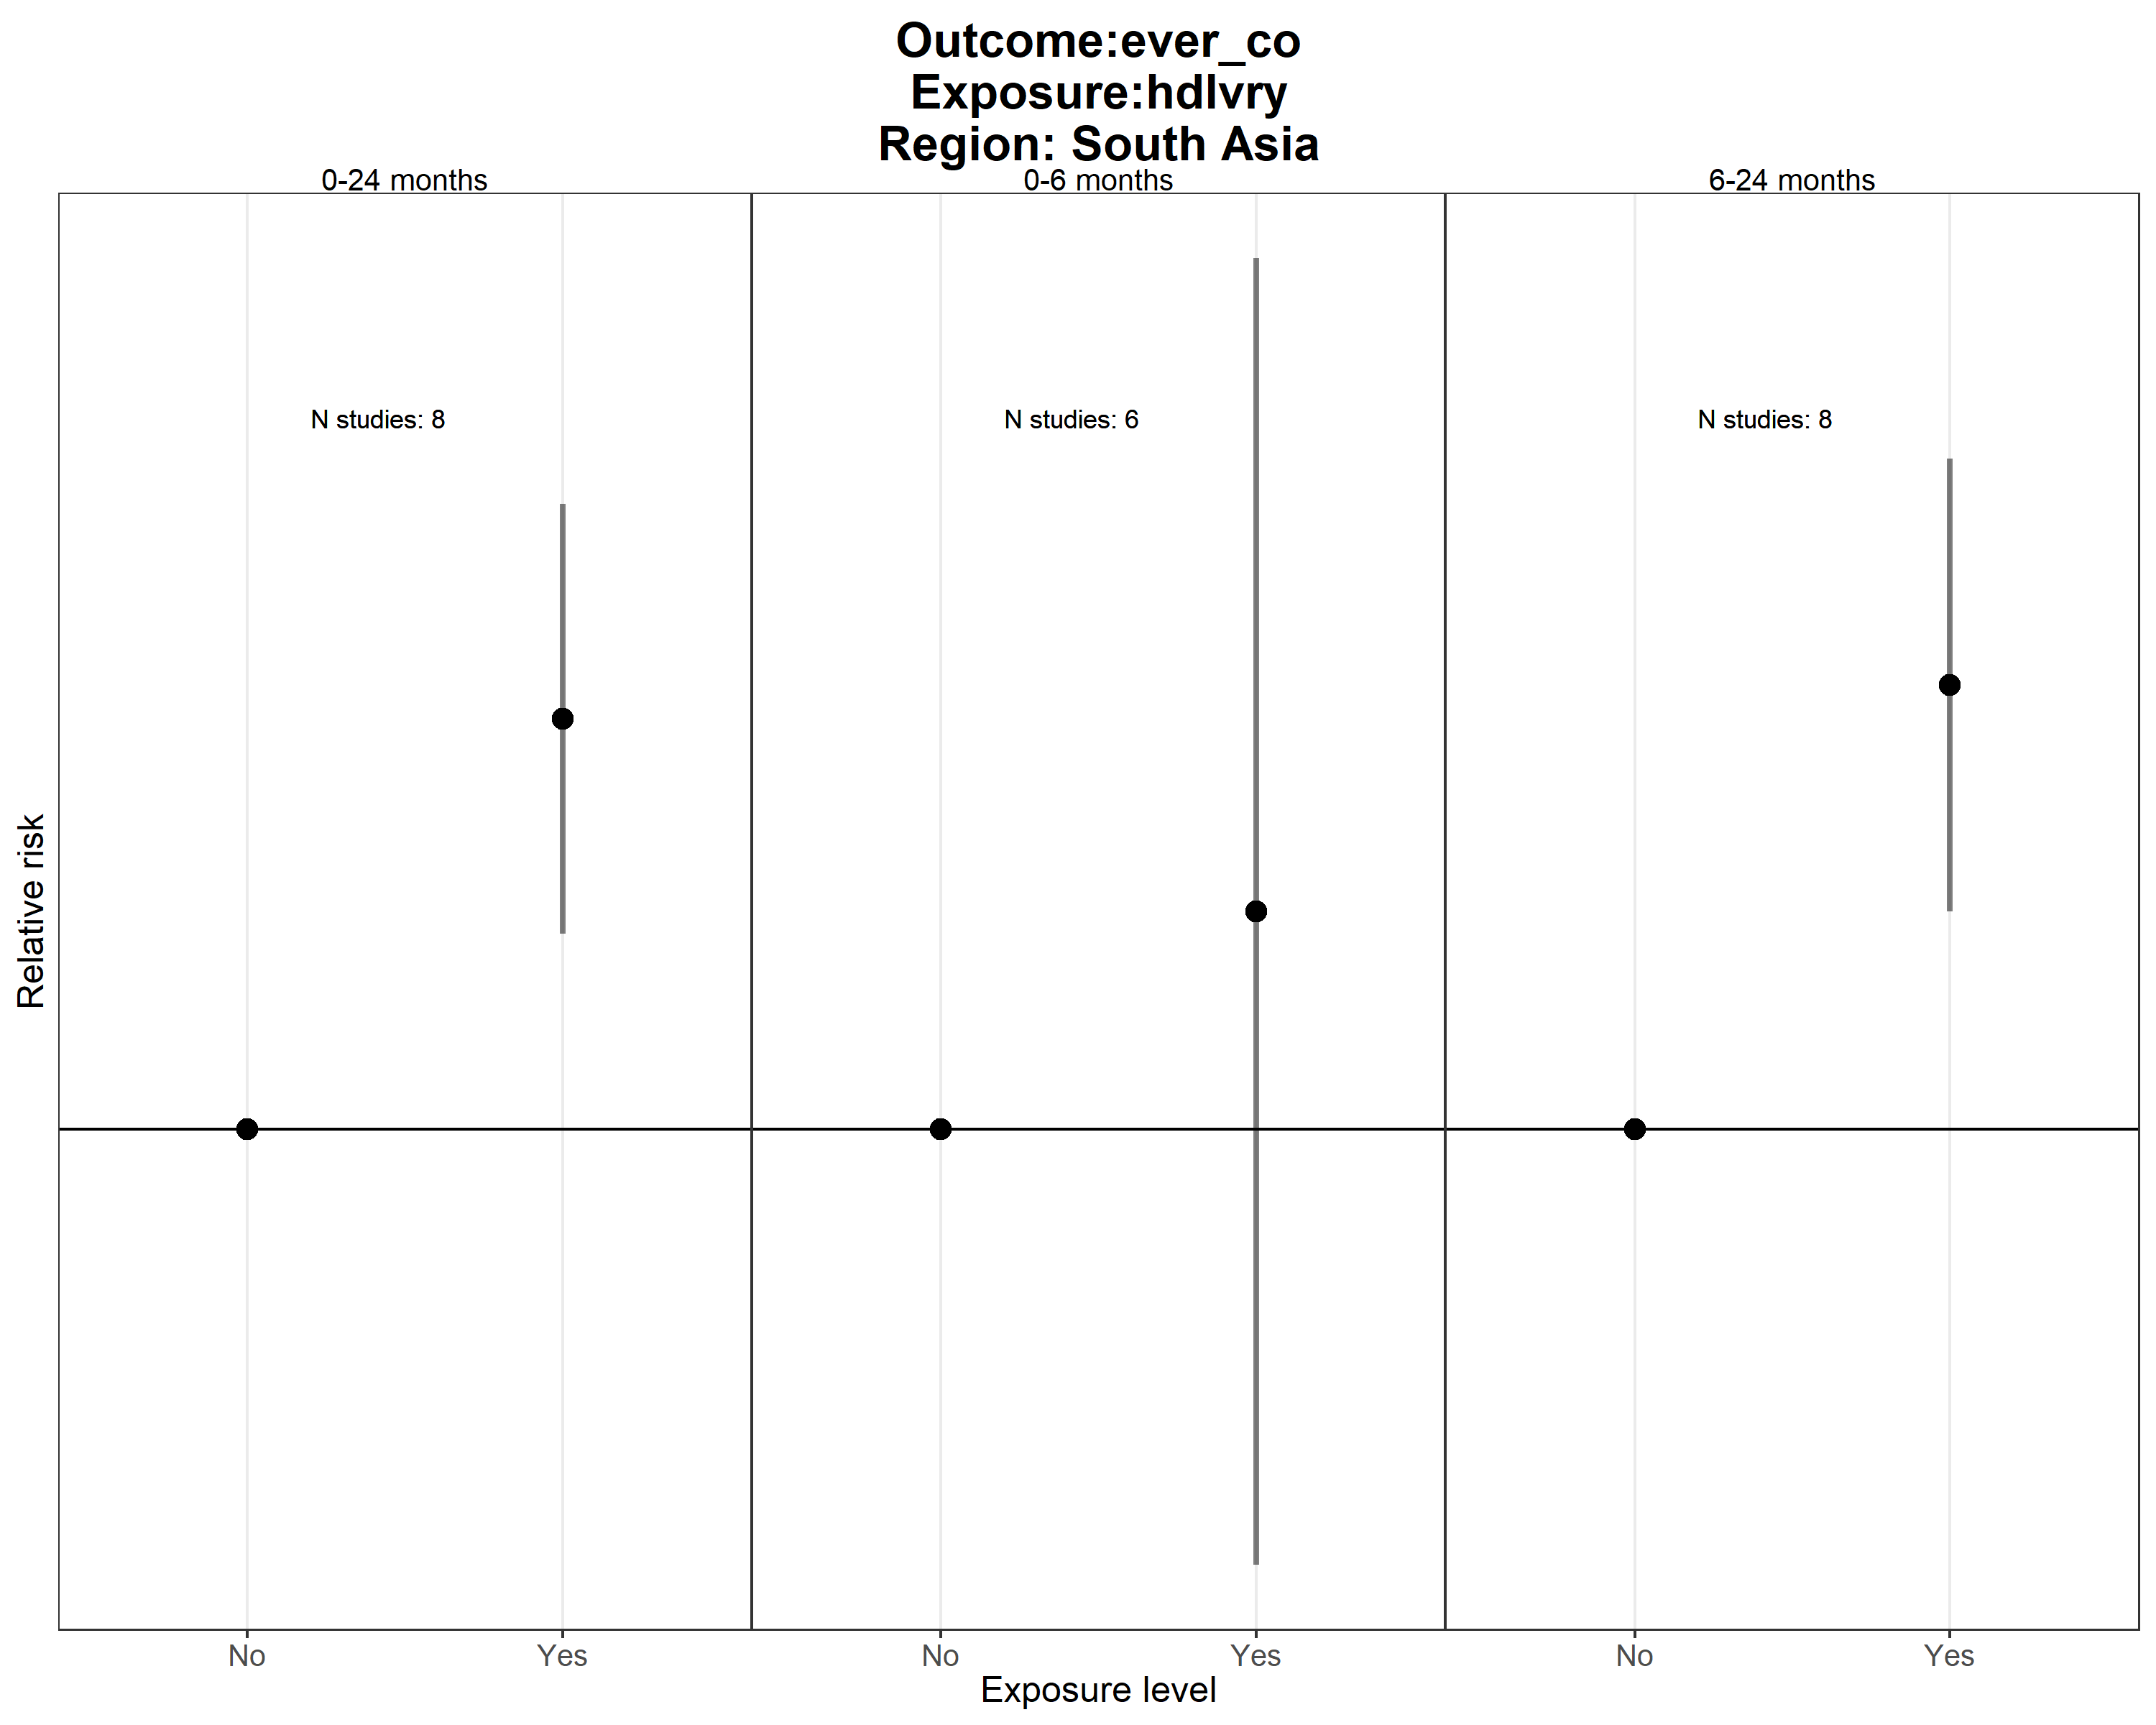 Outcome:ever_co
Exposure:hdlvry
Region: South Asia
0-24 months
0-6 months
6-24 months
N studies: 8
N studies: 6
N studies: 8
Relative risk
No
Yes
No
Yes
No
Yes
Exposure level